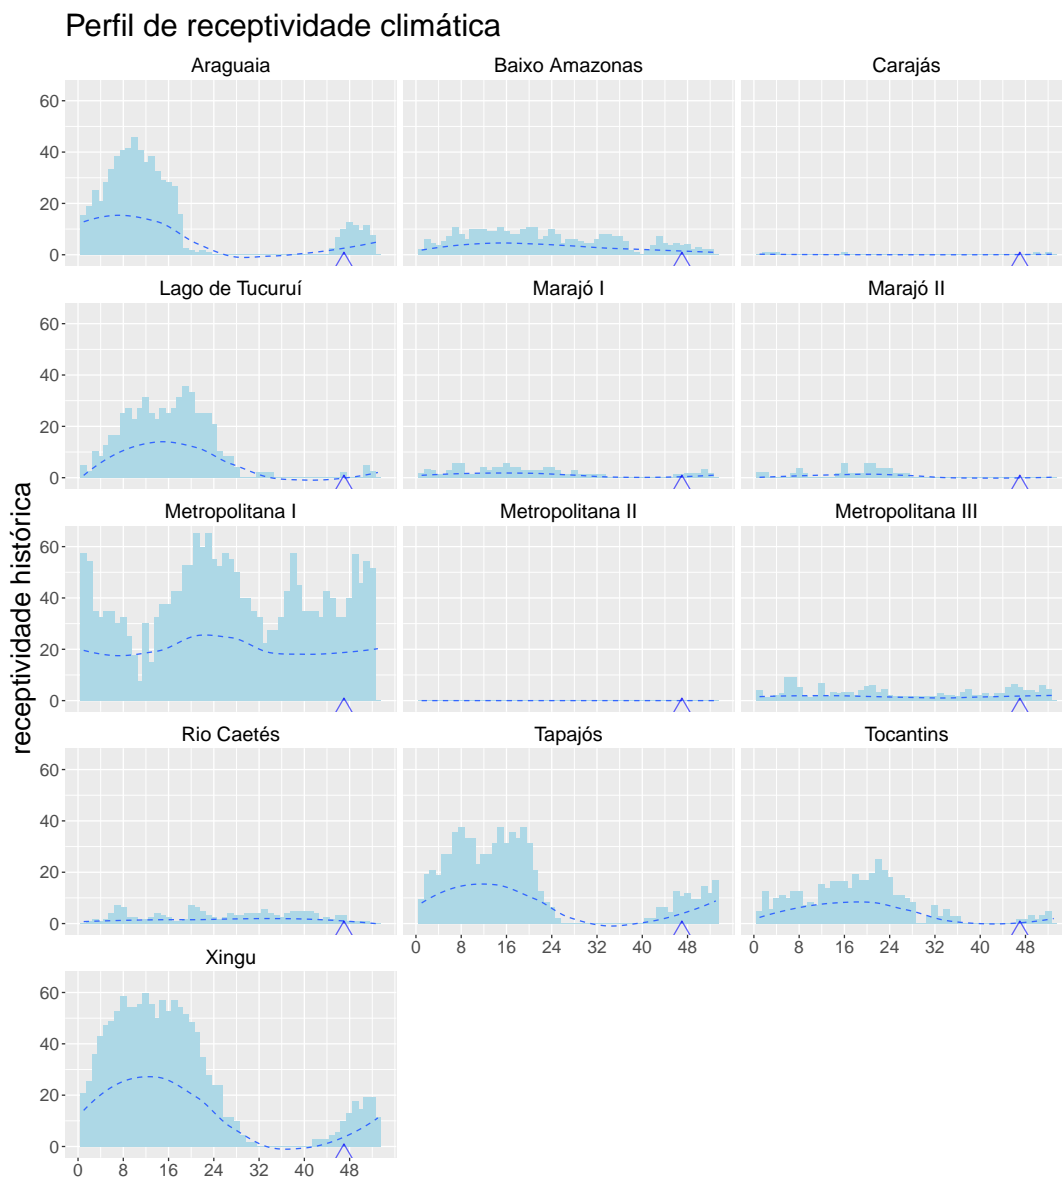 Perfil de receptividade climática
Araguaia Baixo Amazonas Carajás
60
40
20
0
Lago de Tucuruí Marajó I Marajó II
60
40
20
0
receptividade histórica
Metropolitana I Metropolitana II Metropolitana III
60
40
20
0
Rio Caetés Tapajós Tocantins
60
40
20
0
0 8 16 24 32 40 48 0 8 16 24 32 40 48
Xingu
60
40
20
0
0 8 16 24 32 40 48